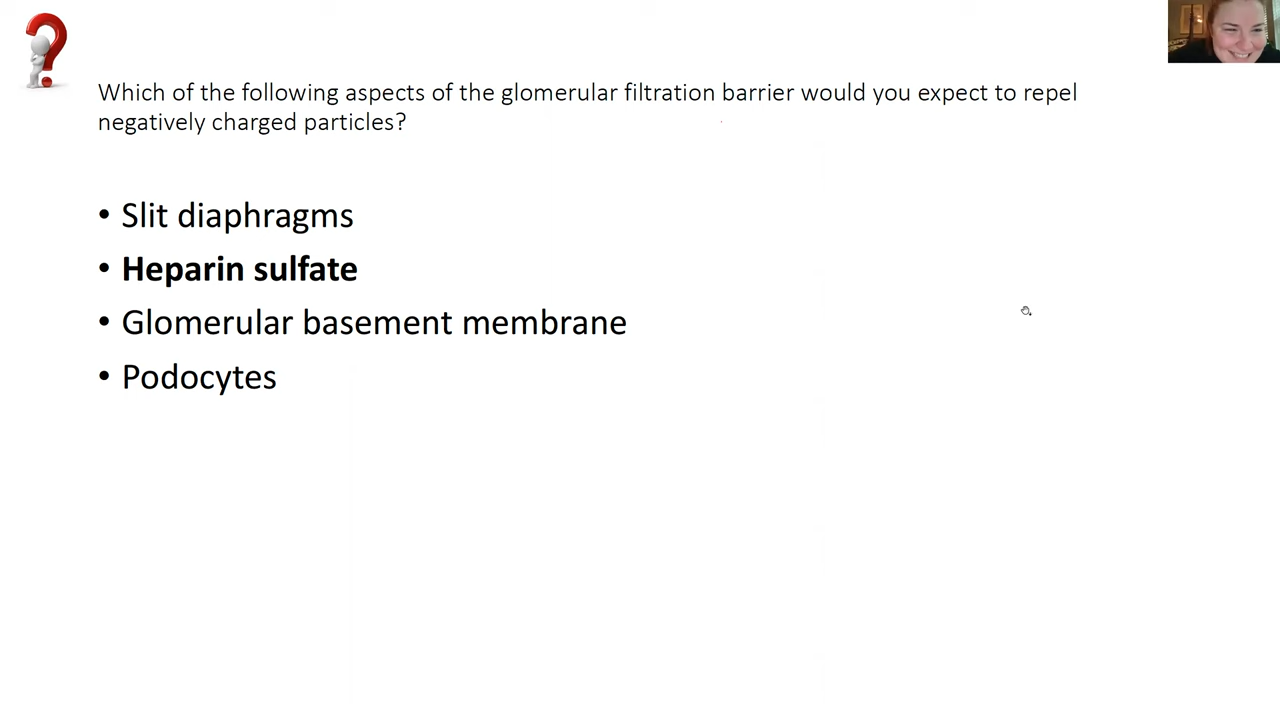 Which of the following aspects of the glomerular filtration barrier would you expect to repel
negatively charged particles?
• Slit diaphragms
• Heparin sulfate
• Glomerular basement membrane
• Podocytes